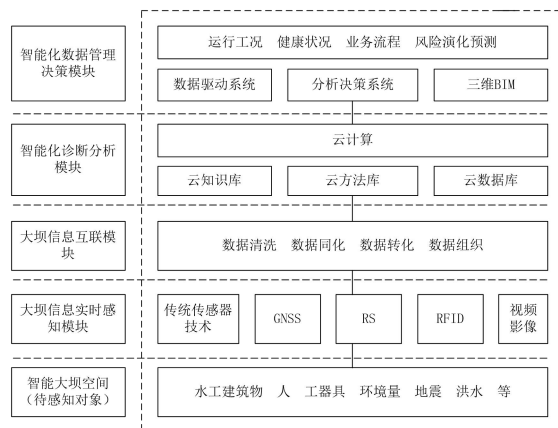 智能化数据管理
决策模块
运行工况 健康状况 业务流程 风险演化预测
数据驱动系统 分析决策系统 三维BIM
智能化诊断分析
模块
云计算
云知识库 云方法库 云数据库
大坝信息互联模
块
数据清洗 数据同化 数据转化 数据组织
大坝信息实时感
知模块
传统传感器
技术
GNSS
RS
RFID
视频
影像
智能大坝空间
（待感知对象）
水工建筑物 人 工器具 环境量 地震 洪水 等